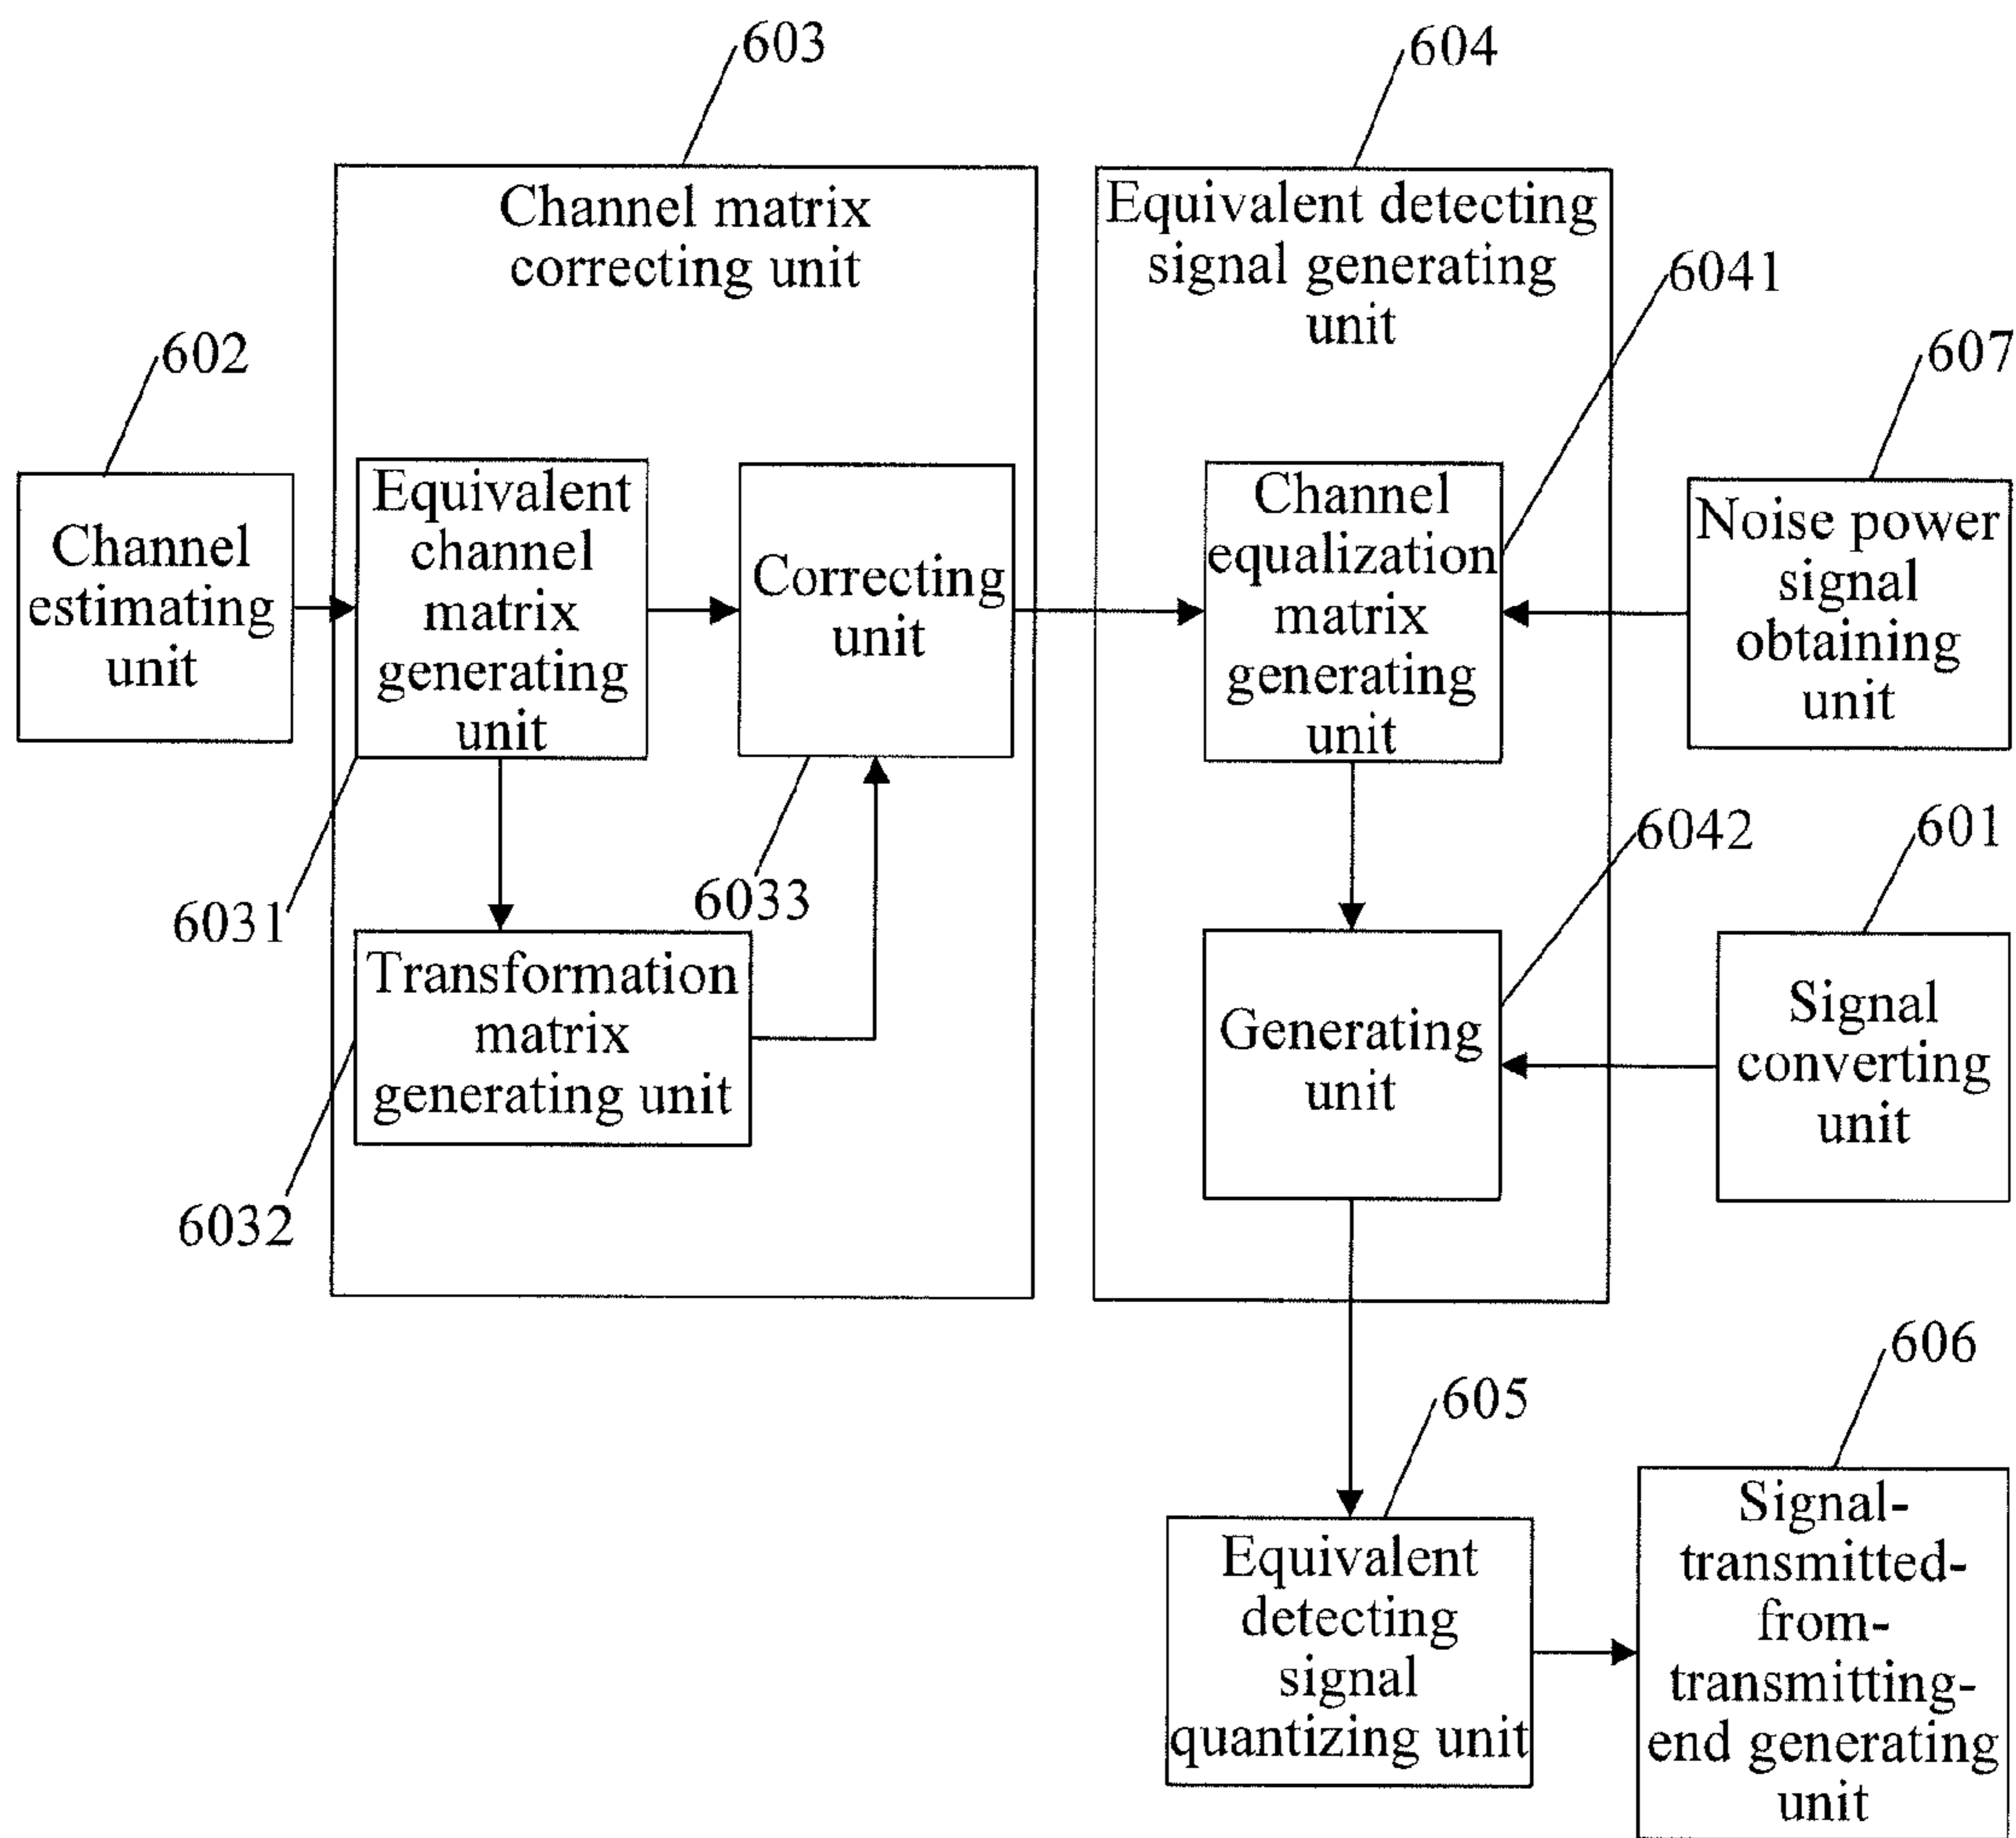 603
604
Channel matrix
correcting unit
Equivalent detecting
signal generating
unit
6041
602
607
Channel
estimating
unit
Equivalent
channel
matrix
generating
unit
Correcting
unit
Channel
equalization
matrix
generating
unit
Noise power
signal
obtaining
unit
6031
6033
6042
601
Transformation
matrix
generating unit
Generating
unit
Signal
converting
unit
6032
605
606
Equivalent
detecting
signal
quantizing unit
Signal-
transmitted-
from-
transmitting-
end generating
unit